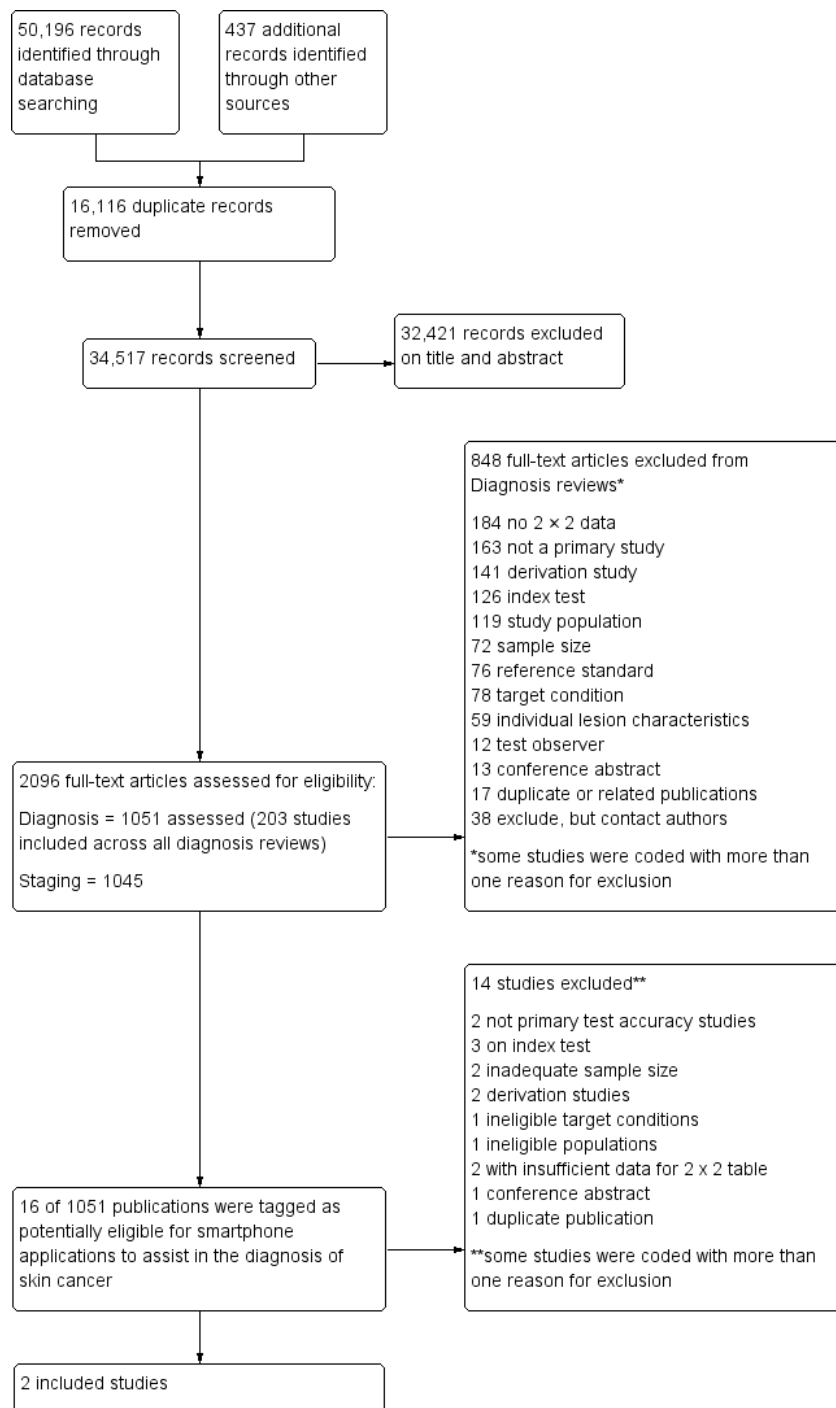 50,196 records
identified through
database
searching
437 additional
records identified
through other
sources
16,116 duplicate records
removed
34,517 records screened
32,421 records excluded
on title and abstract
848 full-text articles excluded from
Diagnosis reviews*
184 no 2 × 2 data
163 not a primary study
141 derivation study
126 index test
119 study population
72 sample size
76 reference standard
78 target condition
59 individual lesion characteristics
12 test observer
13 conference abstract
17 duplicate or related publications
38 exclude, but contact authors
*some studies were coded with more than
one reason for exclusion
2096 full-text articles assessed for eligibility:
Diagnosis = 1051 assessed (203 studies
included across all diagnosis reviews)
Staging = 1045
14 studies excluded**
2 not primary test accuracy studies
3 on index test
2 inadequate sample size
2 derivation studies
1 ineligible target conditions
1 ineligible populations
2 with insufficient data for 2 x 2 table
1 conference abstract
1 duplicate publication
**some studies were coded with more than
one reason for exclusion
16 of 1051 publications were tagged as
potentially eligible for smartphone
applications to assist in the diagnosis of
skin cancer
2 included studies